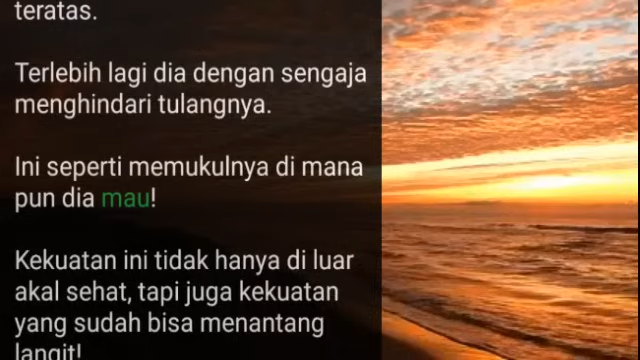 teratas.
Terlebih lagi dia dengan sengaja
menghindari tulangnya.
Ini seperti memukulnya di mana
pun dia mau!
Kekuatan ini tidak hanya di luar
akal sehat, tapi juga kekuatan
yang sudah bisa menantang
langit!